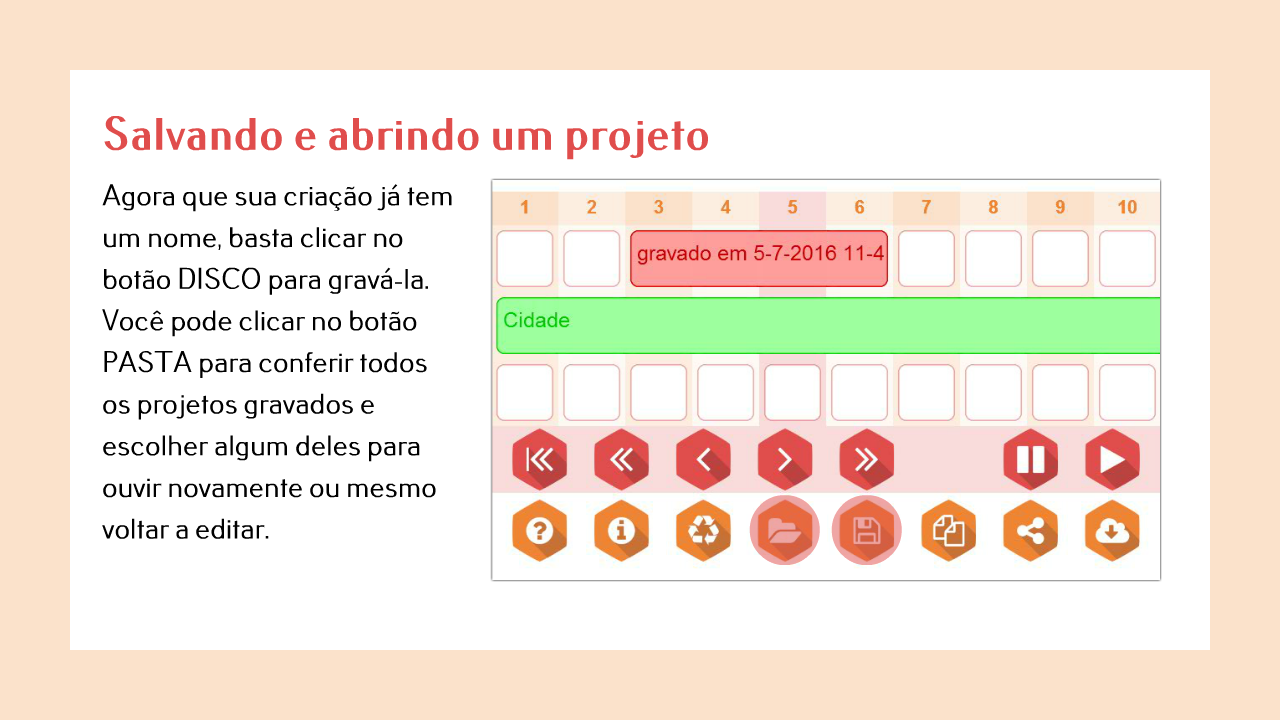 Salvando e abrindo um projeto
Agora que sua criação já tem
um nome, basta clicar no
botão DISCO para gravá-la.
Você pode clicar no botão
PASTA para conferir todos
os projetos gravados e
escolher algum deles para
ouvir novamente ou mesmo
voltar a editar.
1 2 3 4 5 6 7 8 9 10
gravado em 5-7-2016 11-4
Cidade